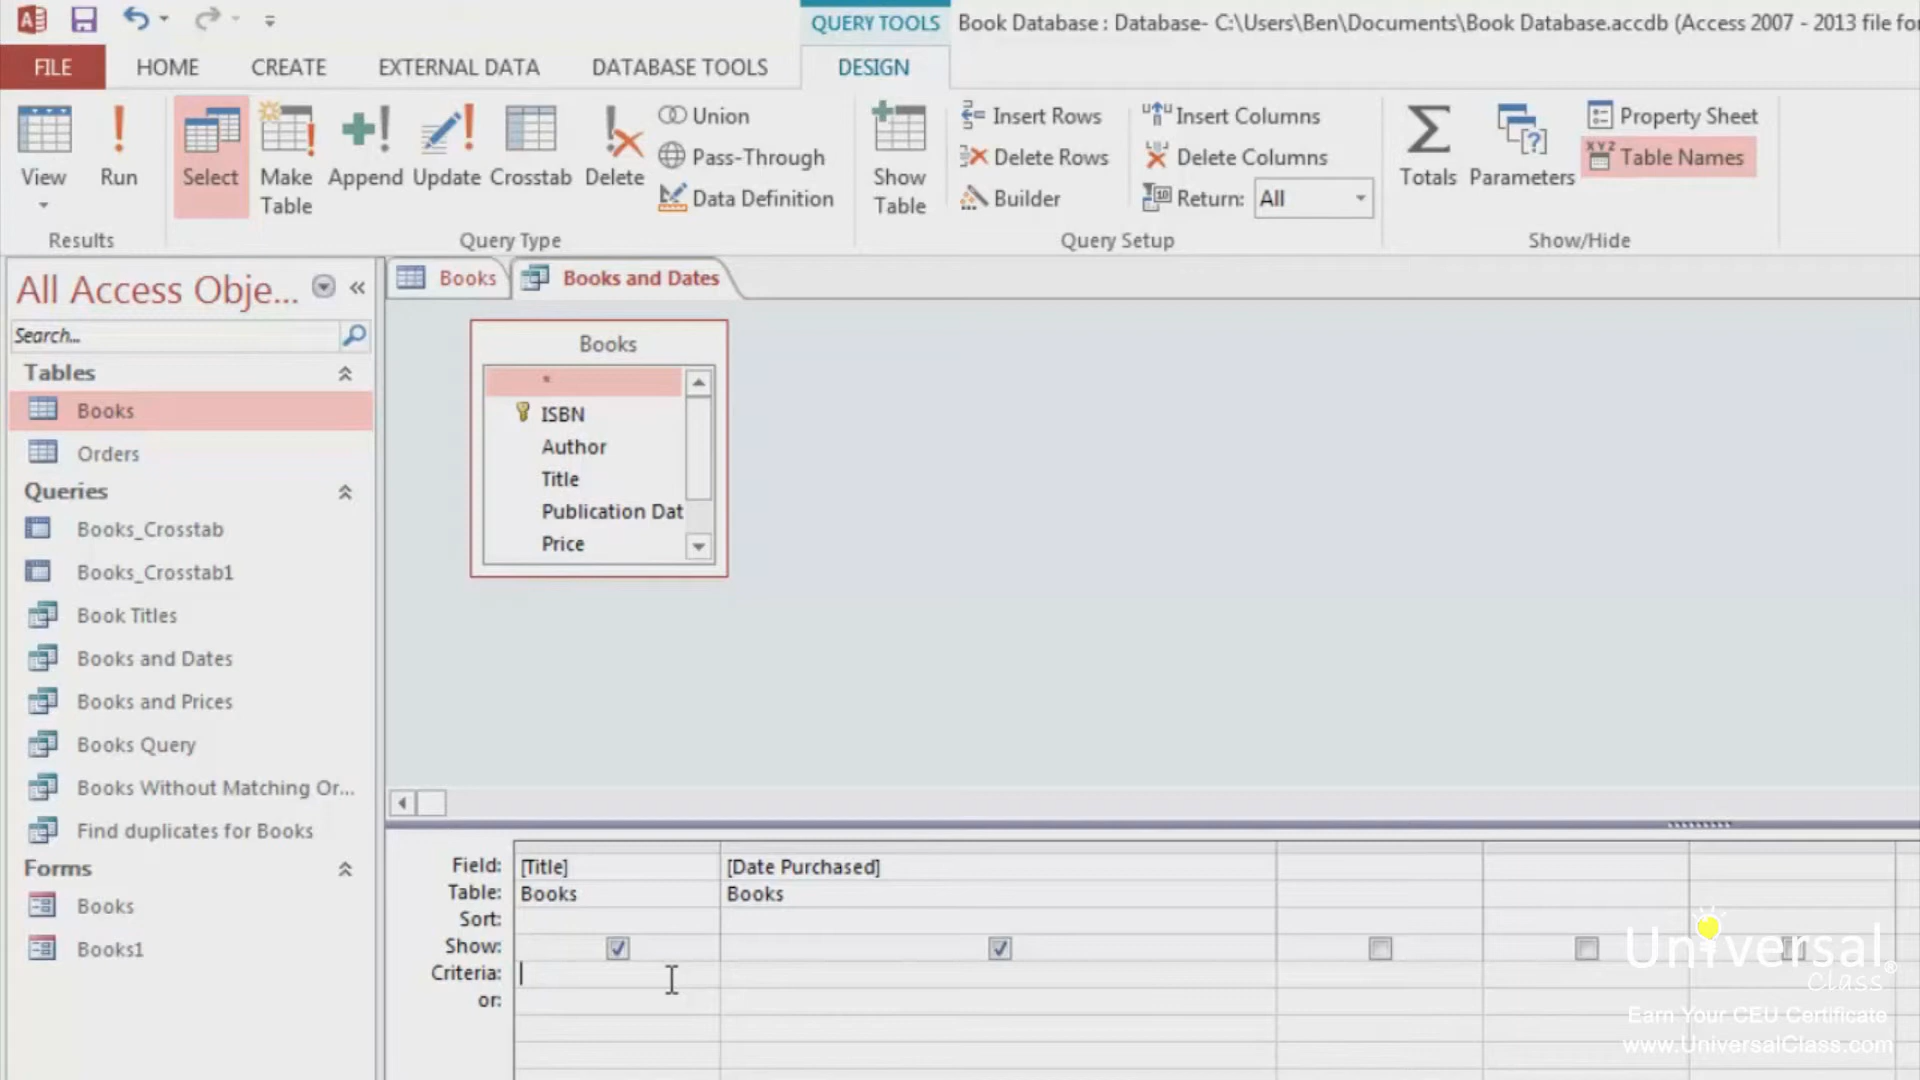 QUERY TOOLS
Book Database : Database- C:\Users\Ben\Documents\Book Database.accdb (Access 2007 - 2013 file for
FILE HOME CREATE EXTERNAL DATA DATABASE TOOLS DESIGN
View
Run
Select
Make Table
Append
Update
Crosstab
Delete
Union
Pass-Through
Data Definition
Show Table
Insert Rows
Delete Rows
Builder
Insert Columns
Delete Columns
Return: All
Totals
Parameters
Property Sheet
Table Names
Results
Query Type
Query Setup
Show/Hide
All Access Obje...
Search...
Tables
Books
Orders
Queries
Books_Crosstab
Books_Crosstab1
Book Titles
Books and Dates
Books and Prices
Books Query
Books Without Matching Or...
Find duplicates for Books
Forms
Books
Books1
Books
Books and Dates
Books
*
ISBN
Author
Title
Publication Dat
Price
Field: [Title] [Date Purchased]
Table: Books Books
Sort:
Show:
Criteria:
or:
Universal
Class®
Earn Your CEU Certificate
www.UniversalClass.com